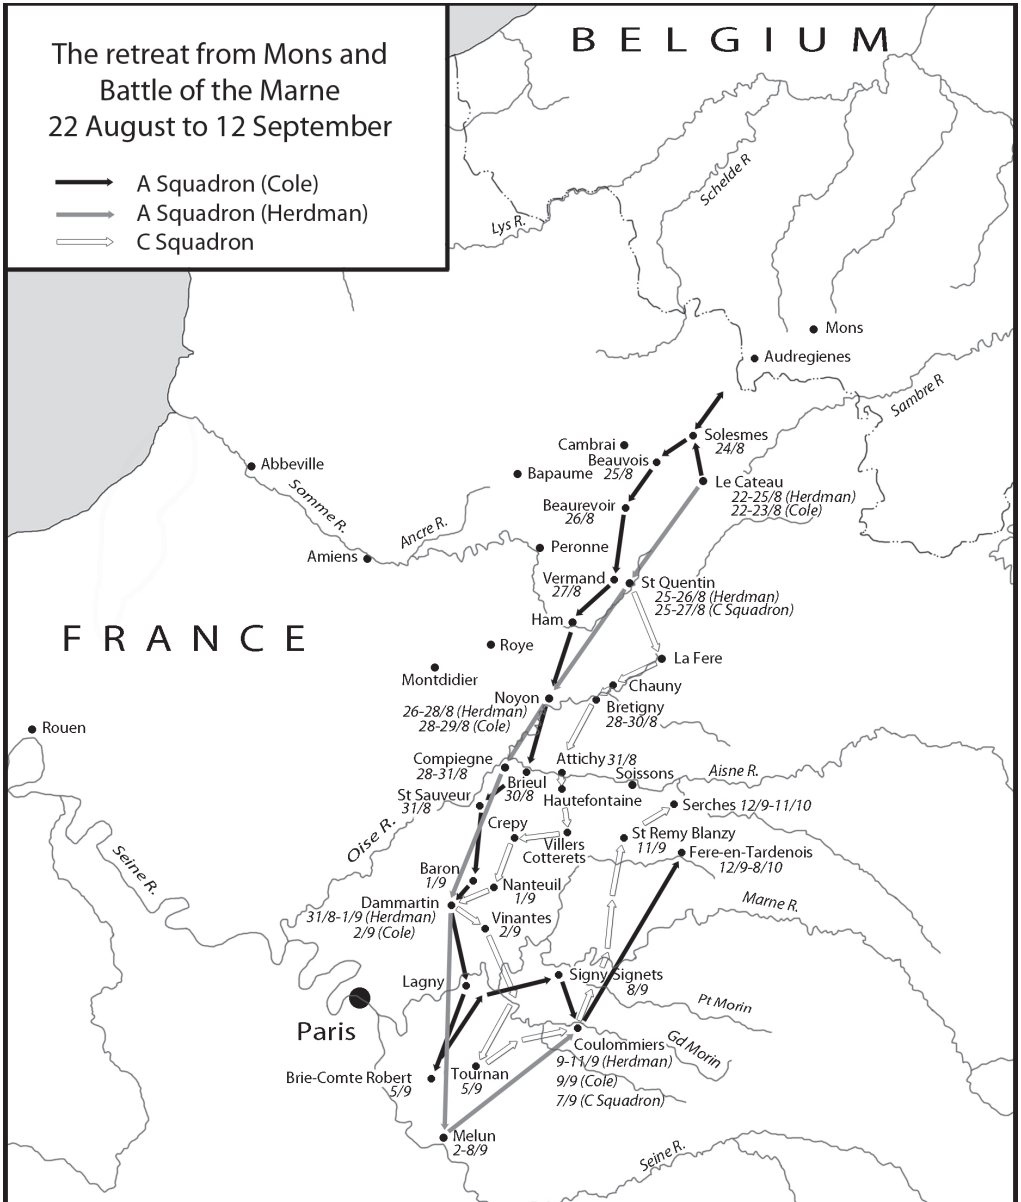 The retreat from Mons and
Battle of the Marne
22 August to 12 September
A Squadron (Cole)
A Squadron (Herdman)
C Squadron
BELGIUM
Schelde R
Lys R.
Mons
Audregienes
Sambre R
Solesmes
24/8
Cambrai
Beauvois
25/8
Abbeville
Bapaume
Le Cateau
22-25/8 (Herdman)
22-23/8 (Cole)
Somme R.
Beaurevoir
26/8
Ancre R.
Amiens
Peronne
Vermand
27/8
St Quentin
25-26/8 (Herdman)
25-27/8 (C Squadron)
Ham
FRANCE
Roye
La Fere
Montdidier
Chauny
Noyon
26-28/8 (Herdman)
28-29/8 (Cole)
Bretigny
28-30/8
Rouen
Compiegne
28-31/8
Attichy 31/8
Soissons
Aisne R.
Brieul
30/8
St Sauveur
31/8
Hautefontaine
Serches 12/9-11/10
Oise R.
Crepy
Villers
Cotterets
St Remy Blanzy
11/9
Fere-en-Tardenois
12/9-8/10
Seine R.
Baron
1/9
Nanteuil
1/9
Marne R.
Dammartin
31/8-1/9 (Herdman)
2/9 (Cole)
Vinantes
2/9
Lagny
Signy Signets
8/9
Pt Morin
Paris
Coulommiers
9-11/9 (Herdman)
9/9 (Cole)
7/9 (C Squadron)
Gd Morin
Brie-Comte Robert
5/9
Tournan
5/9
Melun
2-8/9
Seine R.